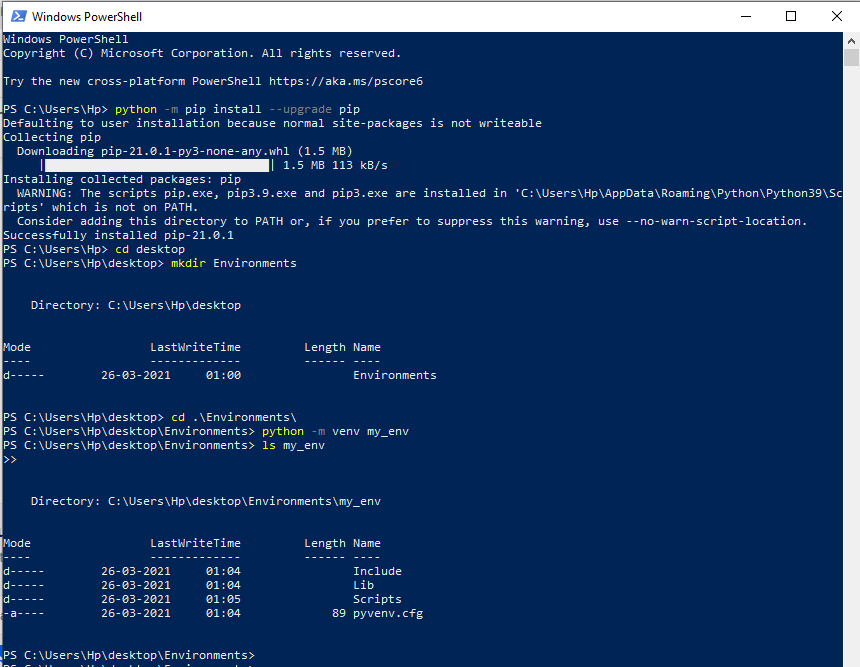 Windows PowerShell
Windows PowerShell
Copyright (C) Microsoft Corporation. All rights reserved.
Try the new cross-platform PowerShell https://aka.ms/pscore6
PS C:\Users\Hp> python -m pip install --upgrade pip
Defaulting to user installation because normal site-packages is not writeable
Collecting pip
  Downloading pip-21.0.1-py3-none-any.whl (1.5 MB)
     |                                | 1.5 MB 113 kB/s
Installing collected packages: pip
  WARNING: The scripts pip.exe, pip3.9.exe and pip3.exe are installed in 'C:\Users\Hp\AppData\Roaming\Python\Python39\Sc
ripts' which is not on PATH.
  Consider adding this directory to PATH or, if you prefer to suppress this warning, use --no-warn-script-location.
Successfully installed pip-21.0.1
PS C:\Users\Hp> cd desktop
PS C:\Users\Hp\desktop> mkdir Environments
    Directory: C:\Users\Hp\desktop
Mode                 LastWriteTime         Length Name
----                 -------------         ------ ----
d-----        26-03-2021     01:00                Environments
PS C:\Users\Hp\desktop> cd .\Environments\
PS C:\Users\Hp\desktop\Environments> python -m venv my_env
PS C:\Users\Hp\desktop\Environments> ls my_env
>>
    Directory: C:\Users\Hp\desktop\Environments\my_env
Mode                 LastWriteTime         Length Name
----                 -------------         ------ ----
d-----        26-03-2021     01:04                Include
d-----        26-03-2021     01:04                Lib
d-----        26-03-2021     01:05                Scripts
-a----        26-03-2021     01:04             89 pyvenv.cfg
PS C:\Users\Hp\desktop\Environments>